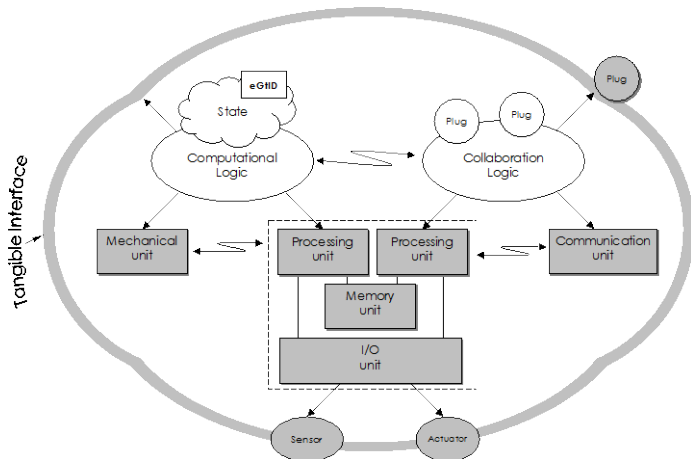 eGtID
State
Plug
Plug
Plug
Computational
Logic
Collaboration
Logic
Tangible Interface
Mechanical
unit
Processing
unit
Processing
unit
Communication
unit
Memory
unit
I/O
unit
Sensor
Actuator